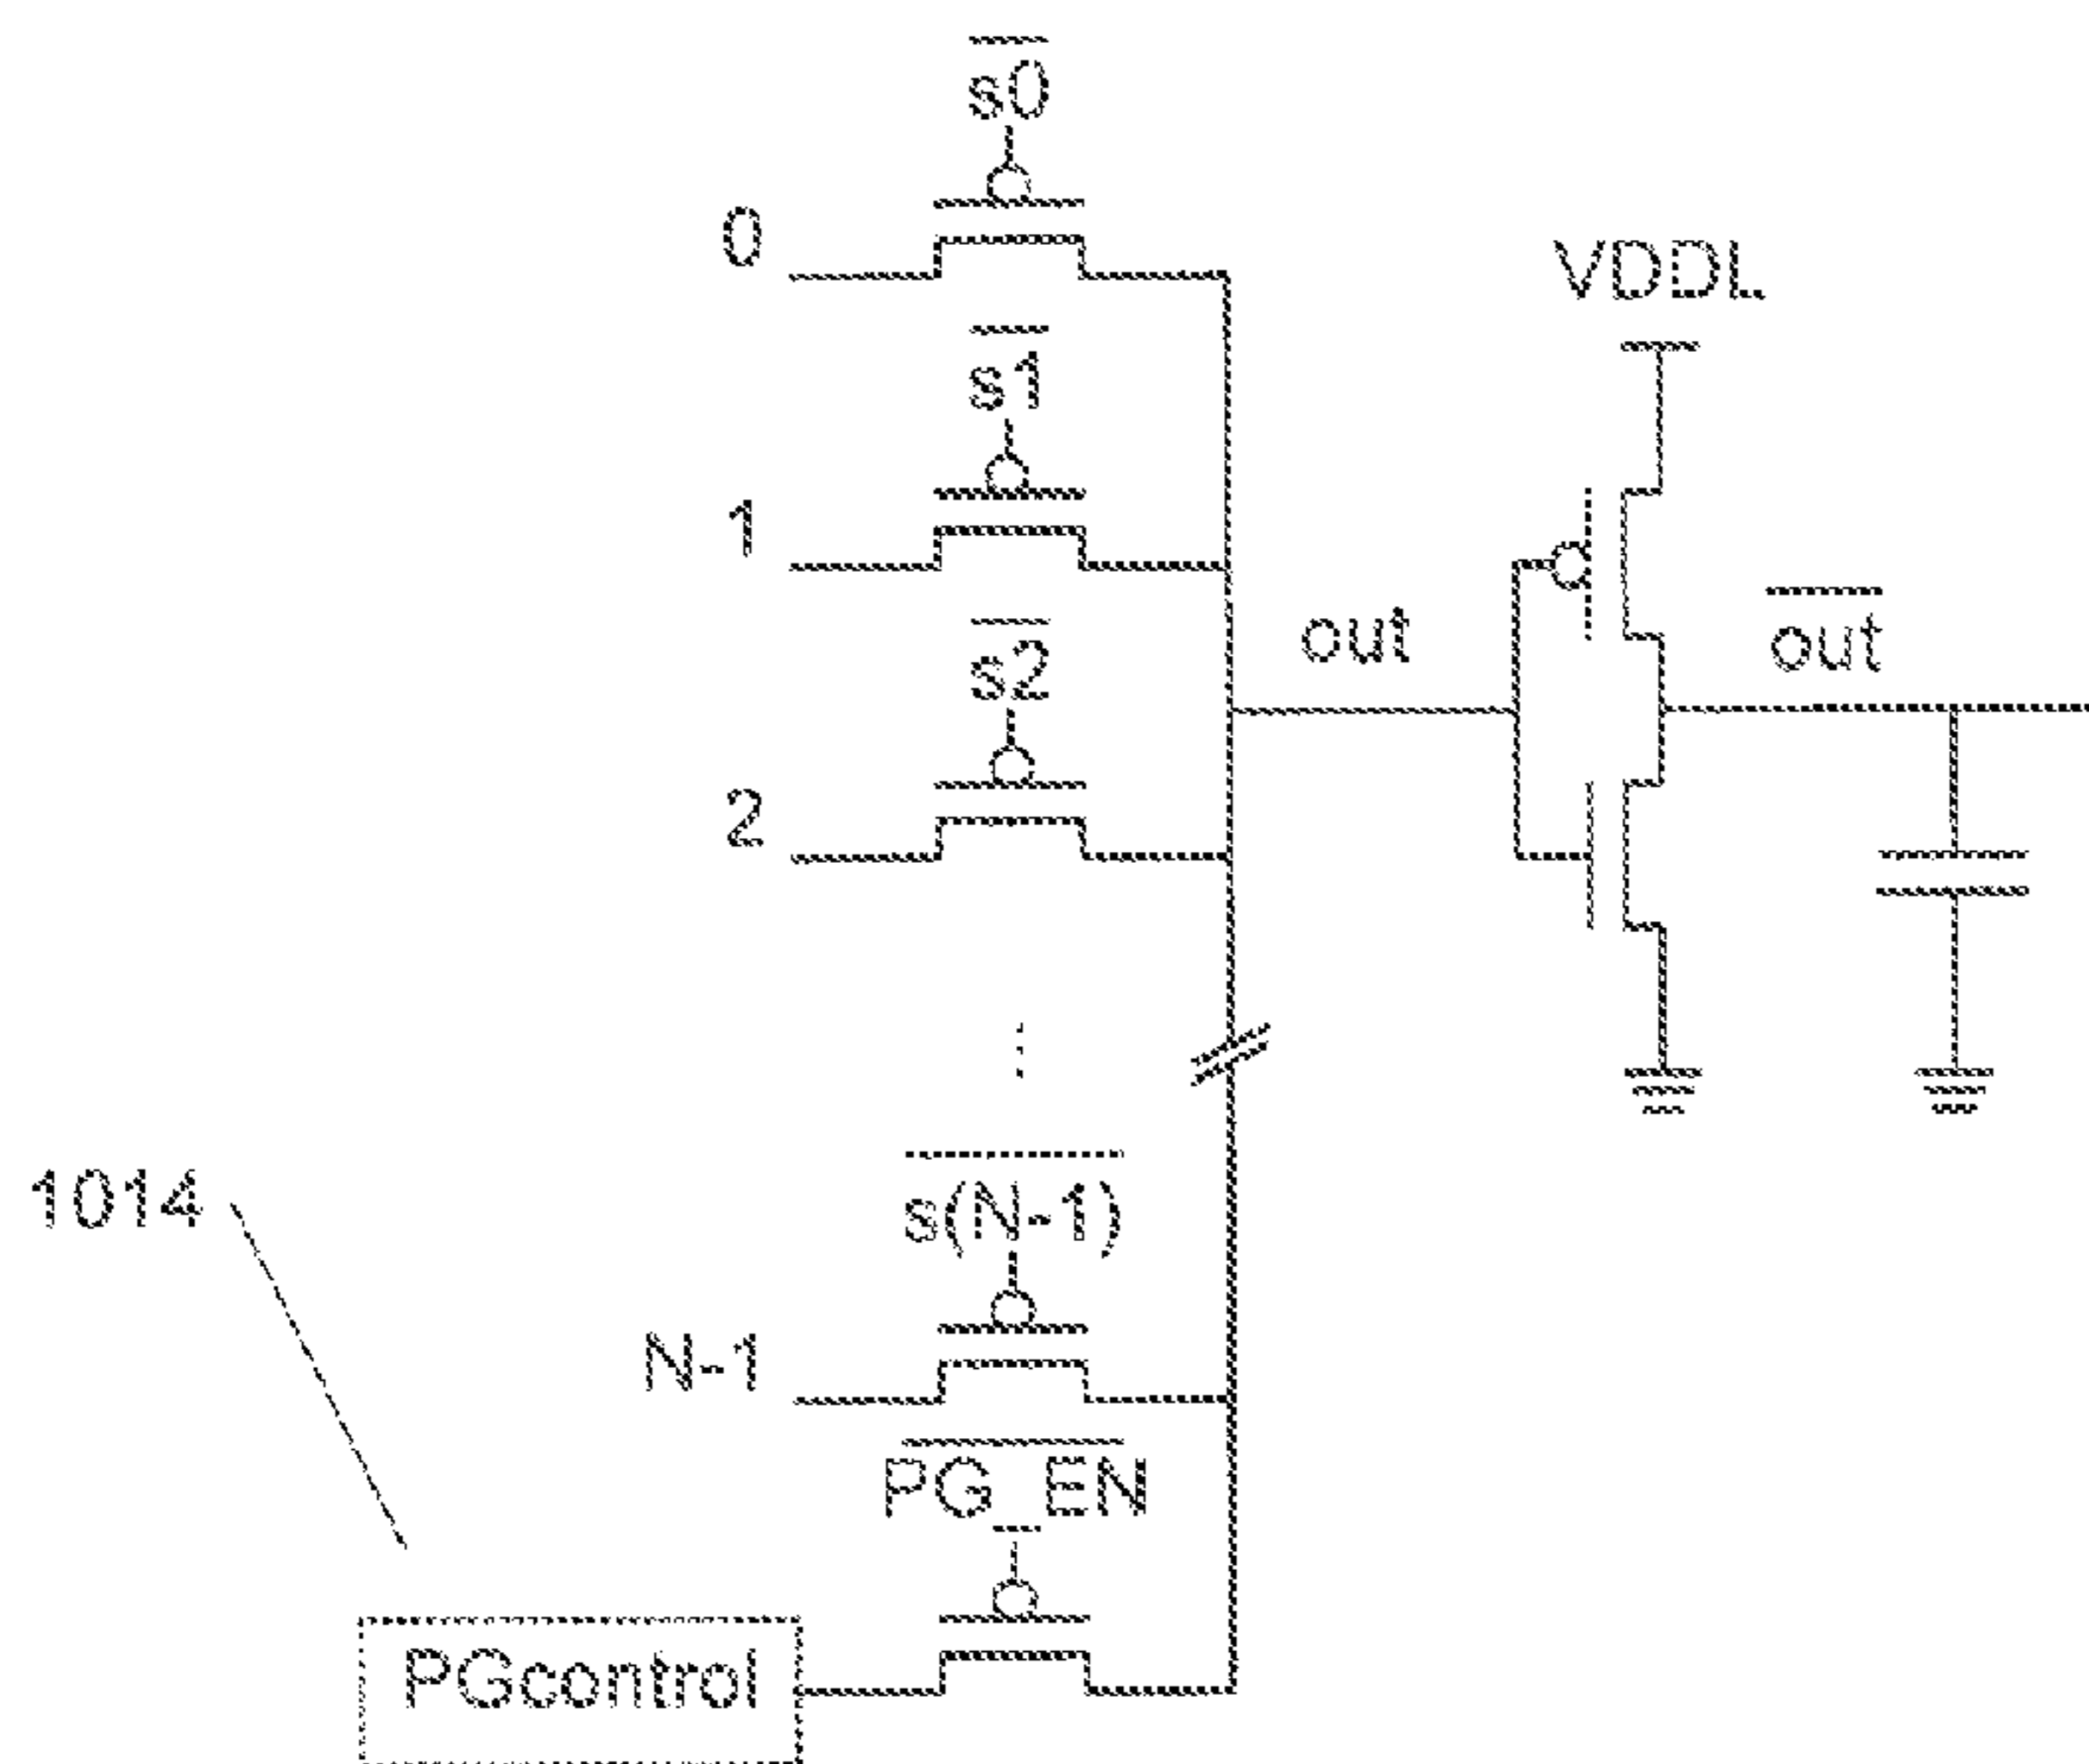 s0
0
VDDL
s1
1
out
out
s2
2
1014
s(N-1)
N-1
PG_EN
PGcontrol